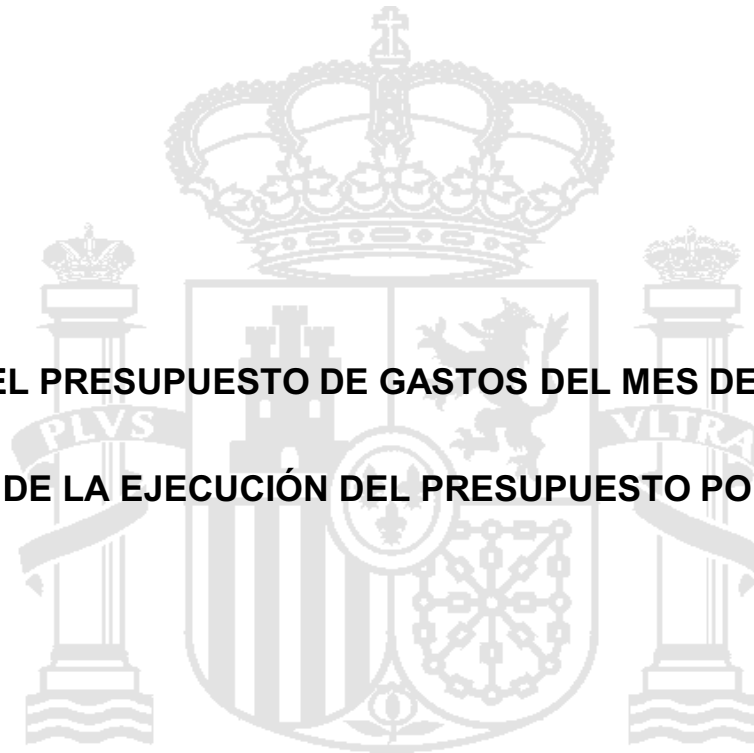 EL PRESUPUESTO DE GASTOS DEL MES DE
DE LA EJECUCIÓN DEL PRESUPUESTO PO
PLVS
VLTRA